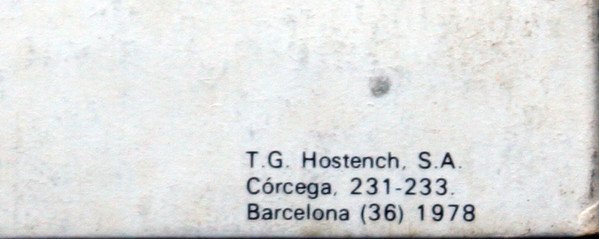 T.G. Hostench, S.A.
Córcega, 231-233.
Barcelona (36) 1978